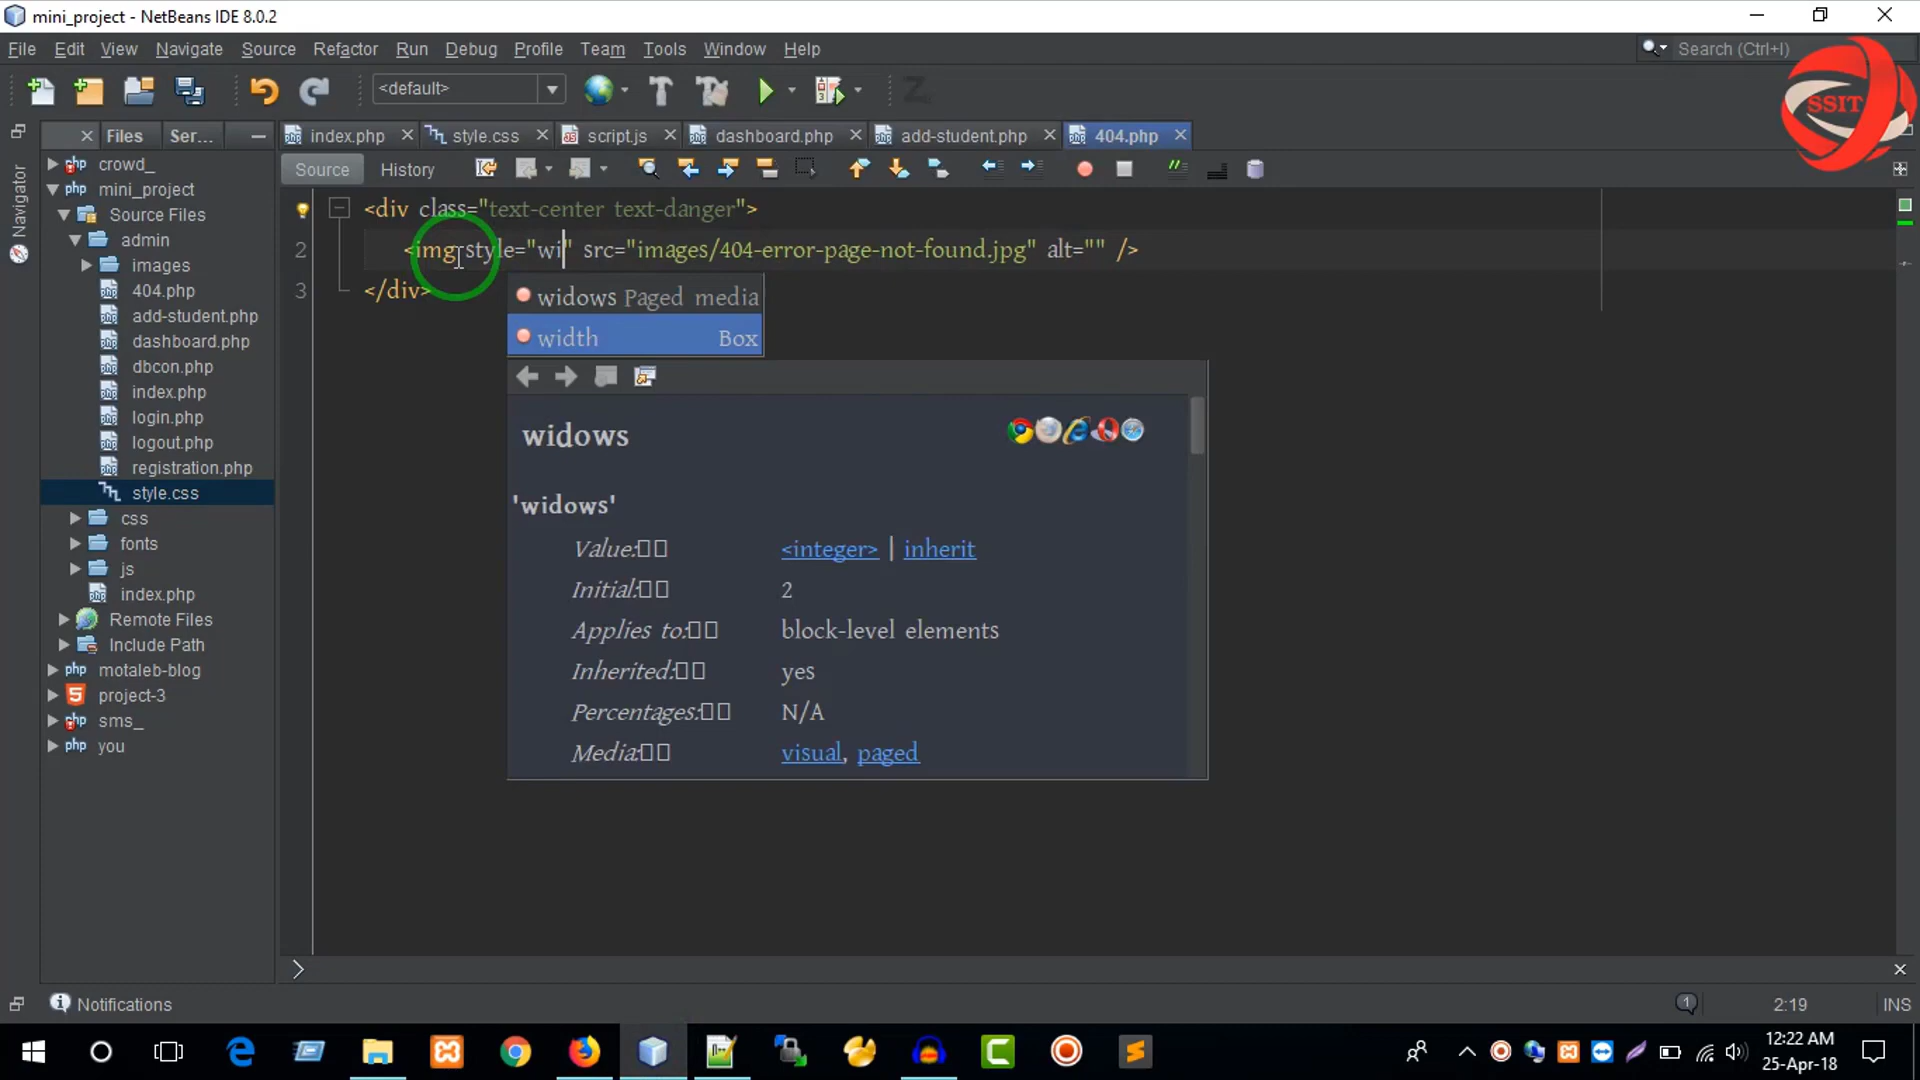 mini_project - NetBeans IDE 8.0.2
File Edit View Navigate Source Refactor Run Debug Profile Team Tools Window Help
Search (Ctrl+I)
<default>
SSIT
Files Ser...
index.php style.css script.js dashboard.php add-student.php 404.php
Source History
Navigator
crowd_
mini_project
Source Files
admin
images
404.php
add-student.php
dashboard.php
dbcon.php
index.php
login.php
logout.php
registration.php
style.css
css
fonts
js
index.php
Remote Files
Include Path
motaleb-blog
project-3
sms_
you
<div class="text-center text-danger">
2 <img style="wi" src="images/404-error-page-not-found.jpg" alt="" />
3 </div>
widows Paged media
width Box
widows
'widows'
Value: <integer> | inherit
Initial: 2
Applies to: block-level elements
Inherited: yes
Percentages: N/A
Media: visual, paged
Notifications
1
2:19 INS
12:22 AM
25-Apr-18